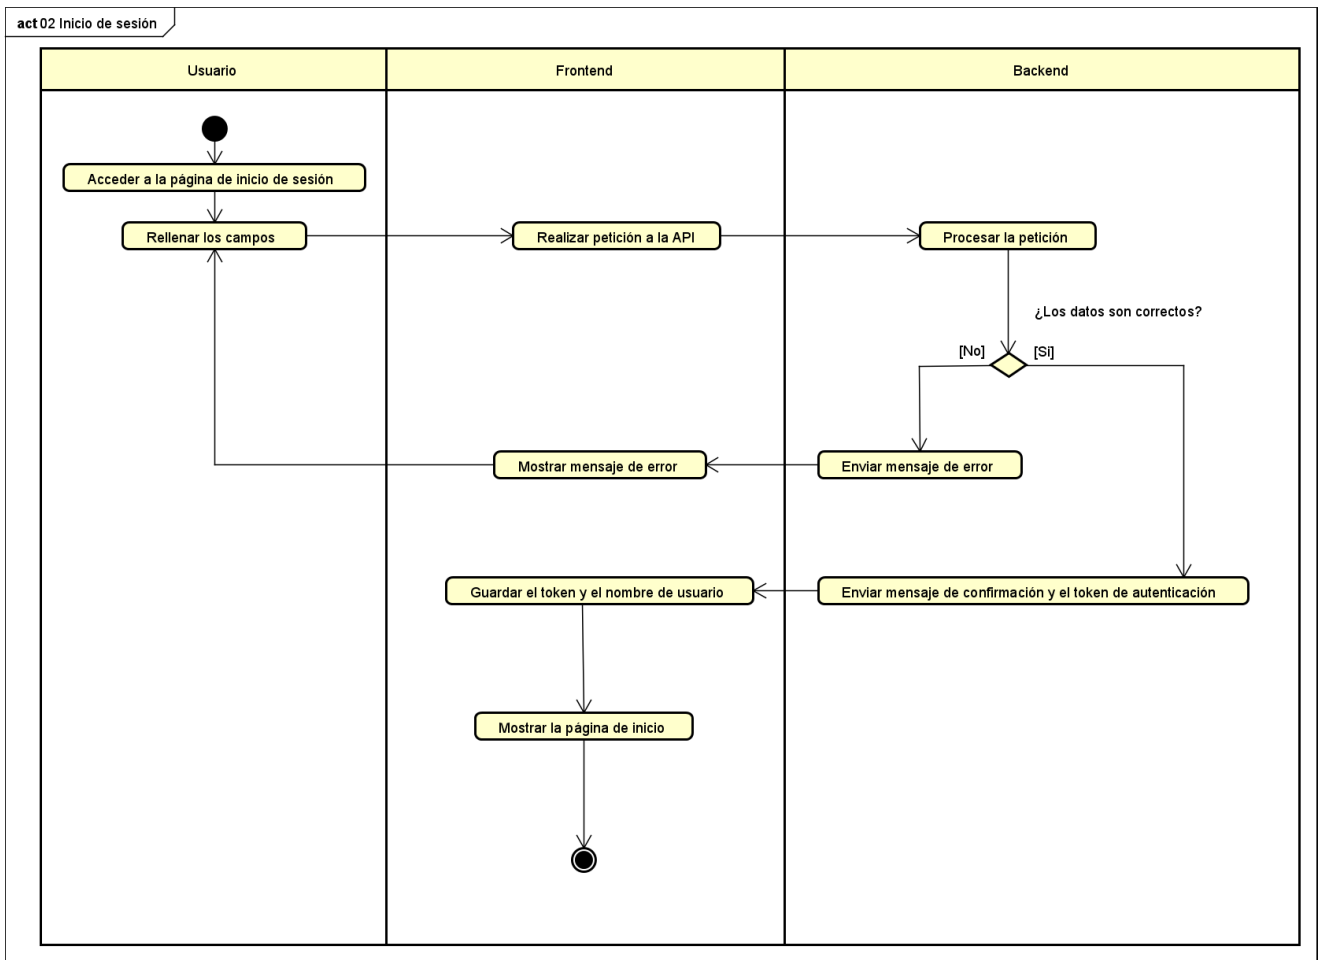 act 02 Inicio de sesión
Usuario
Frontend
Backend
Acceder a la página de inicio de sesión
Rellenar los campos
Realizar petición a la API
Procesar la petición
¿Los datos son correctos?
[No]
[Si]
Mostrar mensaje de error
Enviar mensaje de error
Guardar el token y el nombre de usuario
Enviar mensaje de confirmación y el token de autenticación
Mostrar la página de inicio